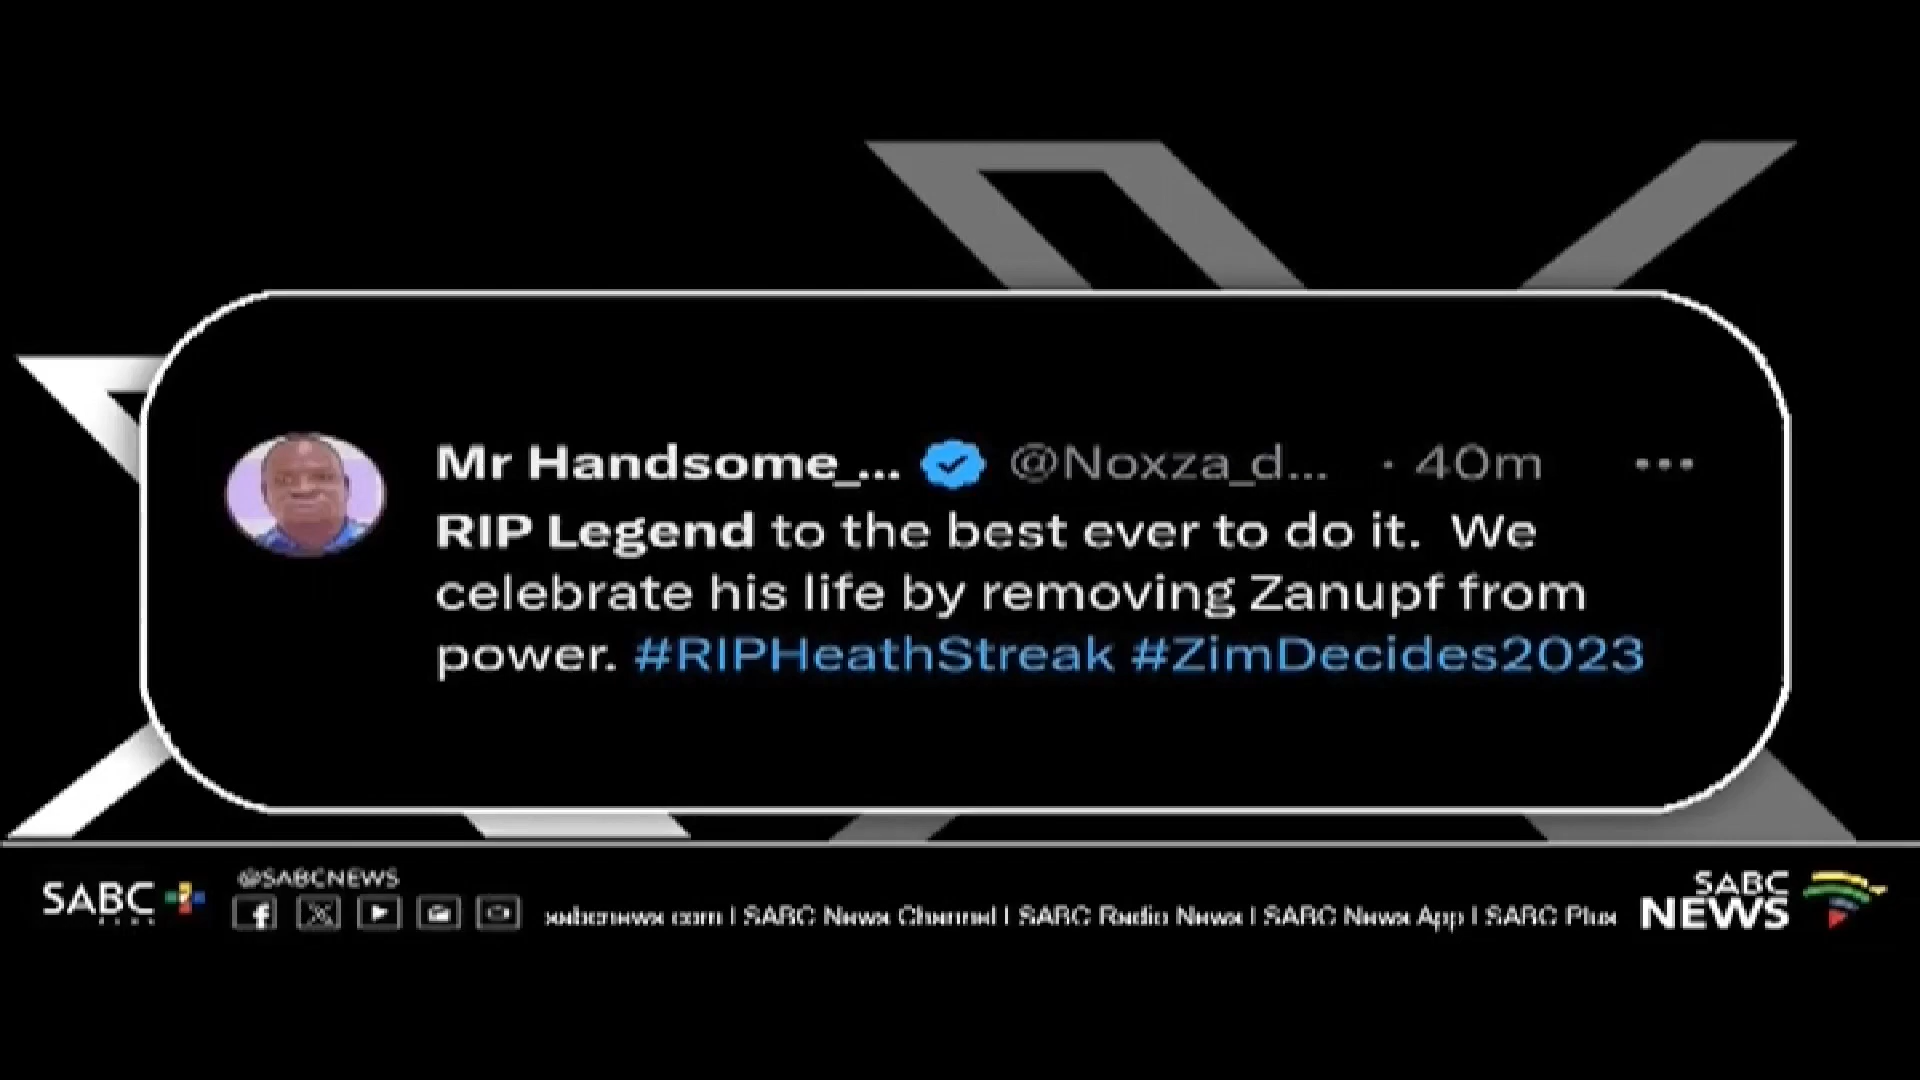 Mr Handsome_... @Noxza_d... · 40m ...
RIP Legend to the best ever to do it. We
celebrate his life by removing Zanupf from
power. #RIPHeathStreak #ZimDecides2023
SABC
PLUS
@SABCNEWS
sabcnews.com | SABC News Channel | SABC Radio News | SABC News App | SABC Plus
SABC
NEWS